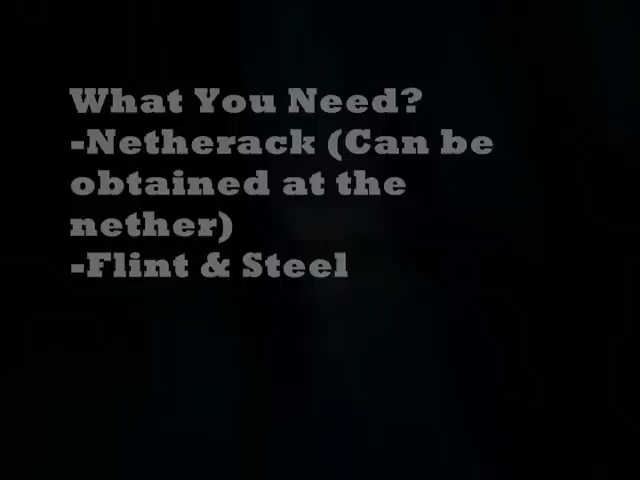 What You Need?
-Netherack (Can be
obtained at the
nether)
-Flint & Steel